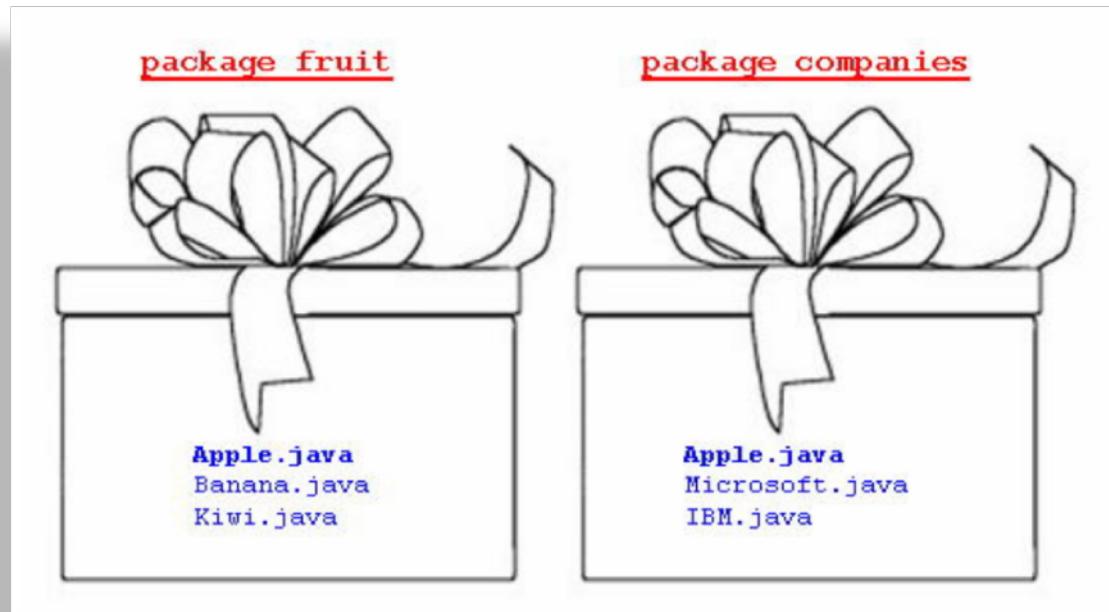 package fruit
Apple.java
Banana.java
Kiwi.java
package companies
Apple.java
Microsoft.java
IBM.java